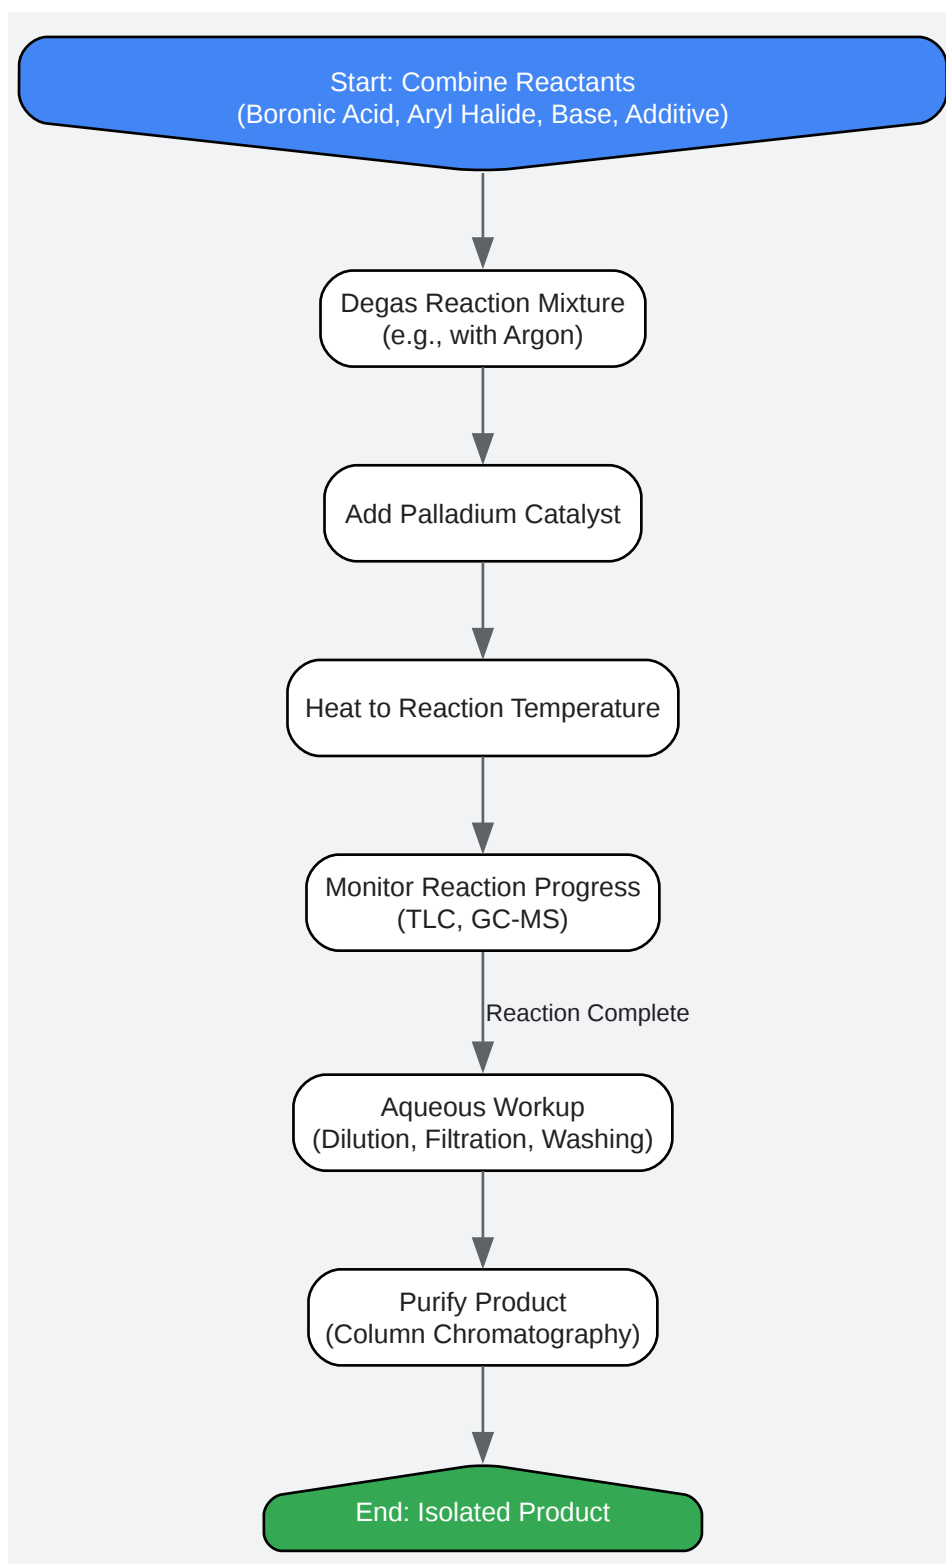 Start: Combine Reactants
(Boronic Acid, Aryl Halide, Base, Additive)
Degas Reaction Mixture
(e.g., with Argon)
Add Palladium Catalyst
Heat to Reaction Temperature
Monitor Reaction Progress
(TLC, GC-MS)
Reaction Complete
Aqueous Workup
(Dilution, Filtration, Washing)
Purify Product
(Column Chromatography)
End: Isolated Product